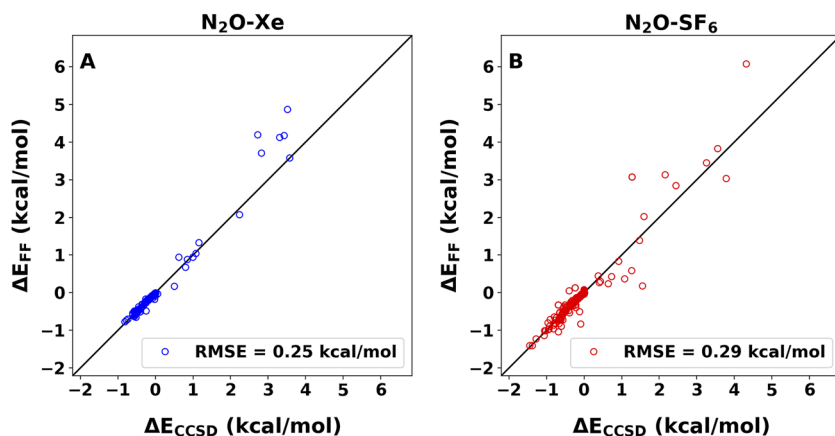 N₂O-Xe
A
ΔE_FF (kcal/mol)
6
5
4
3
2
1
0
−1
−2
RMSE = 0.25 kcal/mol
−2 −1 0 1 2 3 4 5 6
ΔE_CCSD (kcal/mol)
N₂O-SF₆
B
ΔE_FF (kcal/mol)
6
5
4
3
2
1
0
−1
−2
RMSE = 0.29 kcal/mol
−2 −1 0 1 2 3 4 5 6
ΔE_CCSD (kcal/mol)